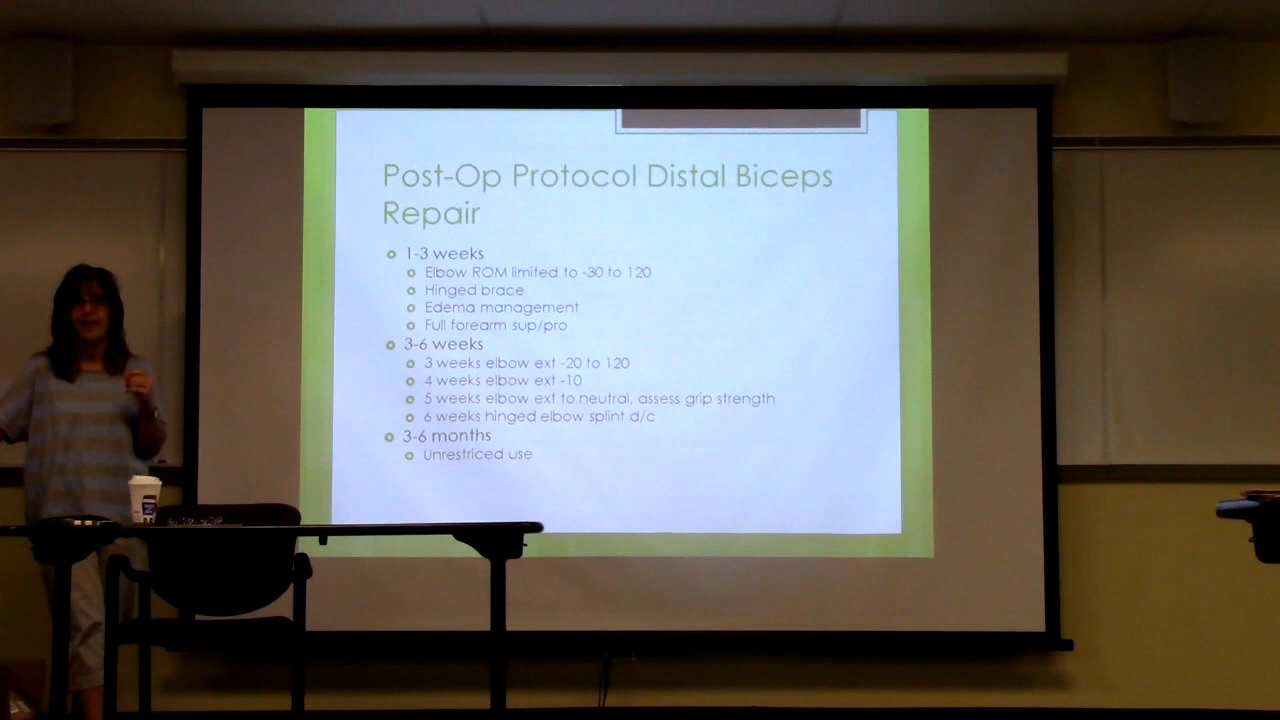 Post-Op Protocol Distal Biceps
Repair
1-3 weeks
Elbow ROM limited to -30 to 120
Hinged brace
Edema management
Full forearm sup/pro
3-6 weeks
3 weeks elbow ext -20 to 120
4 weeks elbow ext -10
5 weeks elbow ext to neutral, assess grip strength
6 weeks hinged elbow splint d/c
3-6 months
Unrestriced use